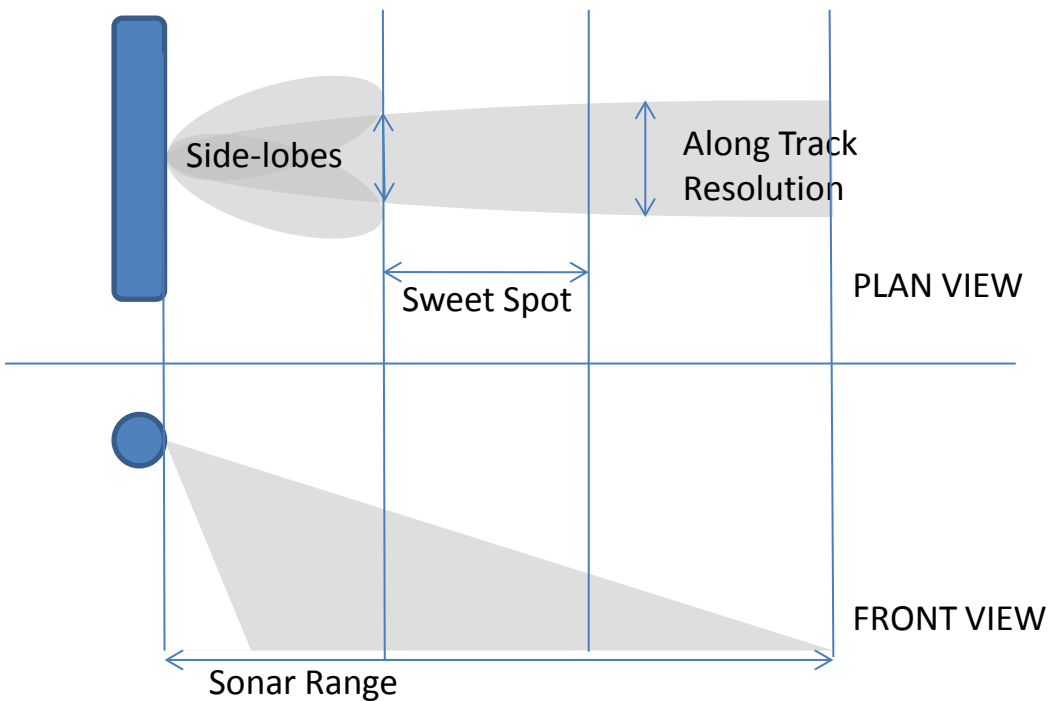 Side-lobes
Along Track
Resolution
Sweet Spot
PLAN VIEW
FRONT VIEW
Sonar Range